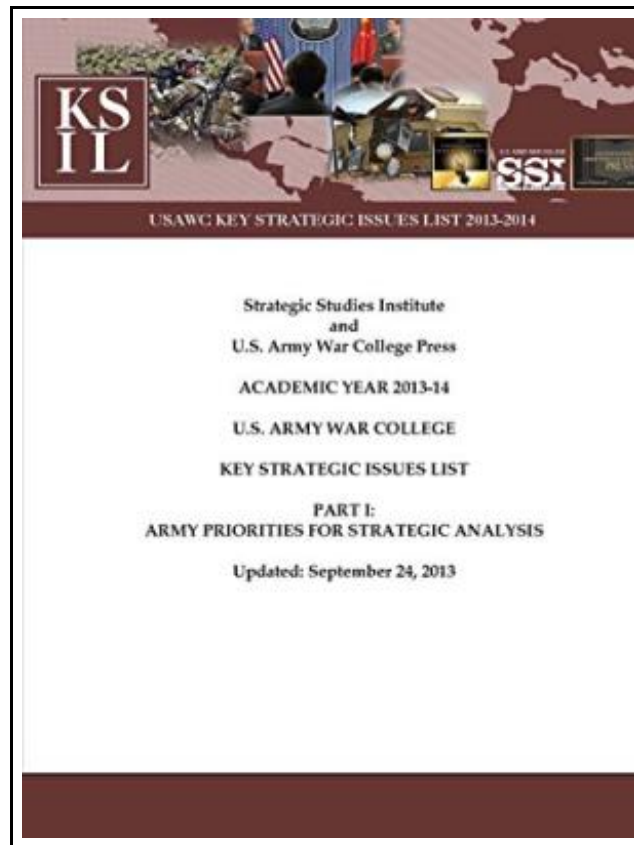 KS
IL
SSI
USAWC KEY STRATEGIC ISSUES LIST 2013-2014
Strategic Studies Institute
and
U.S. Army War College Press
ACADEMIC YEAR 2013-14
U.S. ARMY WAR COLLEGE
KEY STRATEGIC ISSUES LIST
PART I:
ARMY PRIORITIES FOR STRATEGIC ANALYSIS
Updated: September 24, 2013